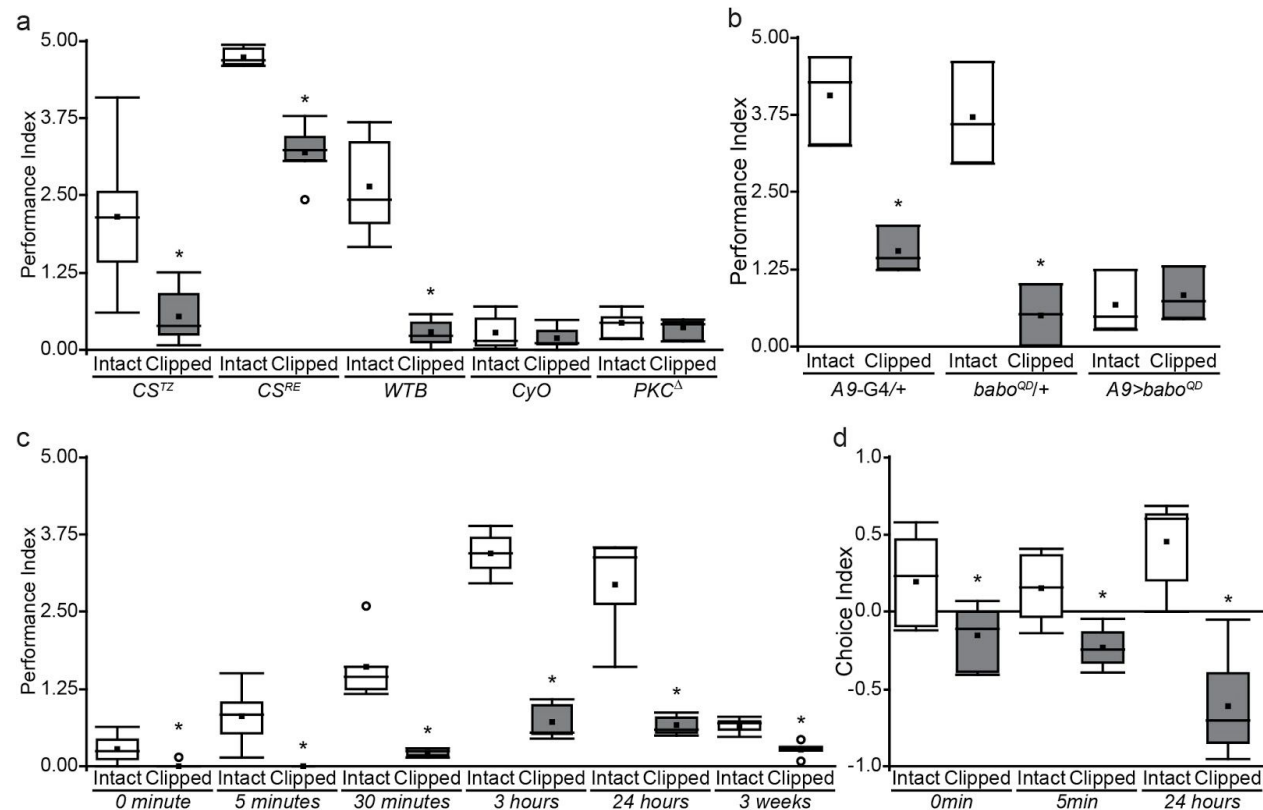 a
Performance Index
5.00
3.75
2.50
1.25
0.00
*
*
*
Intact Clipped Intact Clipped Intact Clipped Intact Clipped Intact Clipped
CS^TZ CS^RE WTB CyO PKC^Δ
b
Performance Index
5.00
3.75
2.50
1.25
0.00
*
*
Intact Clipped Intact Clipped Intact Clipped
A9-G4/+ babo^QD/+ A9>babo^QD
c
Performance Index
5.00
3.75
2.50
1.25
0.00
*
*
*
*
*
*
Intact Clipped Intact Clipped Intact Clipped Intact Clipped Intact Clipped Intact Clipped
0 minute 5 minutes 30 minutes 3 hours 24 hours 3 weeks
d
Choice Index
1.0
0.5
0.0
-0.5
-1.0
*
*
*
Intact Clipped Intact Clipped Intact Clipped
0min 5min 24 hours